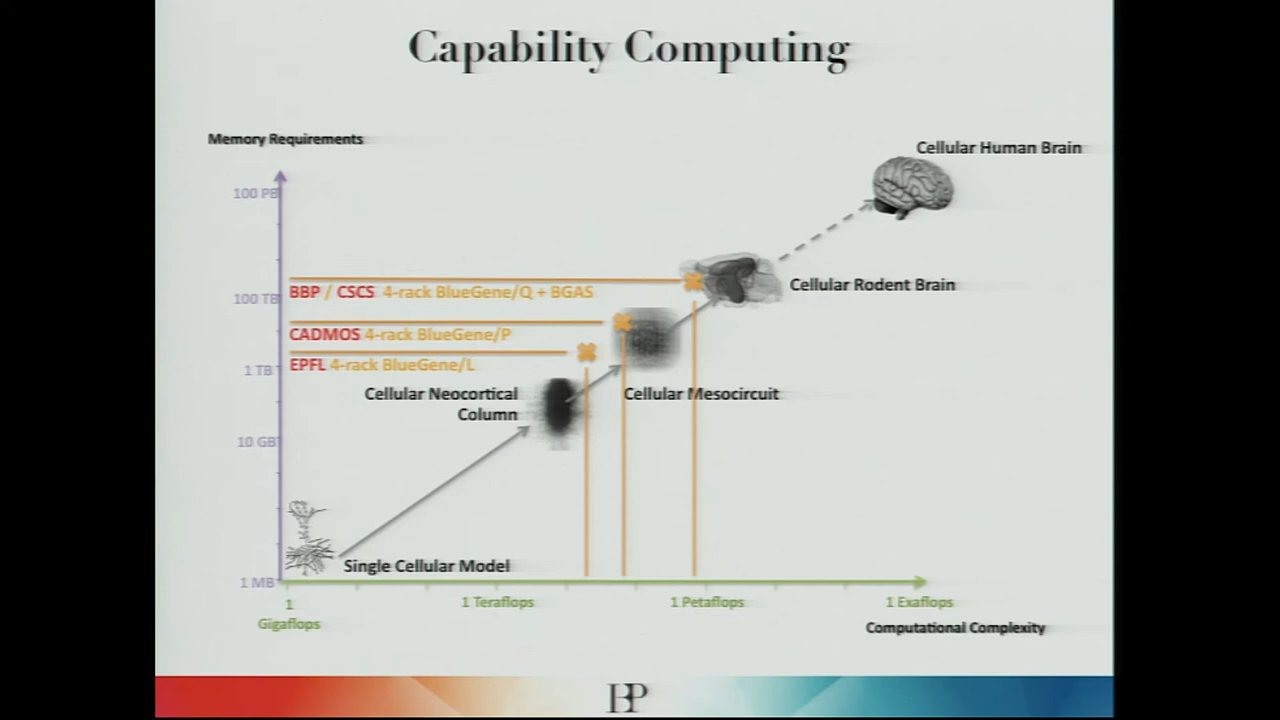 Capability Computing
Memory Requirements
Cellular Human Brain
100 PB
BBP / CSCS 4-rack BlueGene/Q + BGAS
100 TB
Cellular Rodent Brain
CADMOS 4-rack BlueGene/P
EPFL 4-rack BlueGene/L
1 TB
Cellular Neocortical
Column
Cellular Mesocircuit
10 GB
Single Cellular Model
1 MB
1
Gigaflops
1 Teraflops
1 Petaflops
1 Exaflops
Computational Complexity
HBP